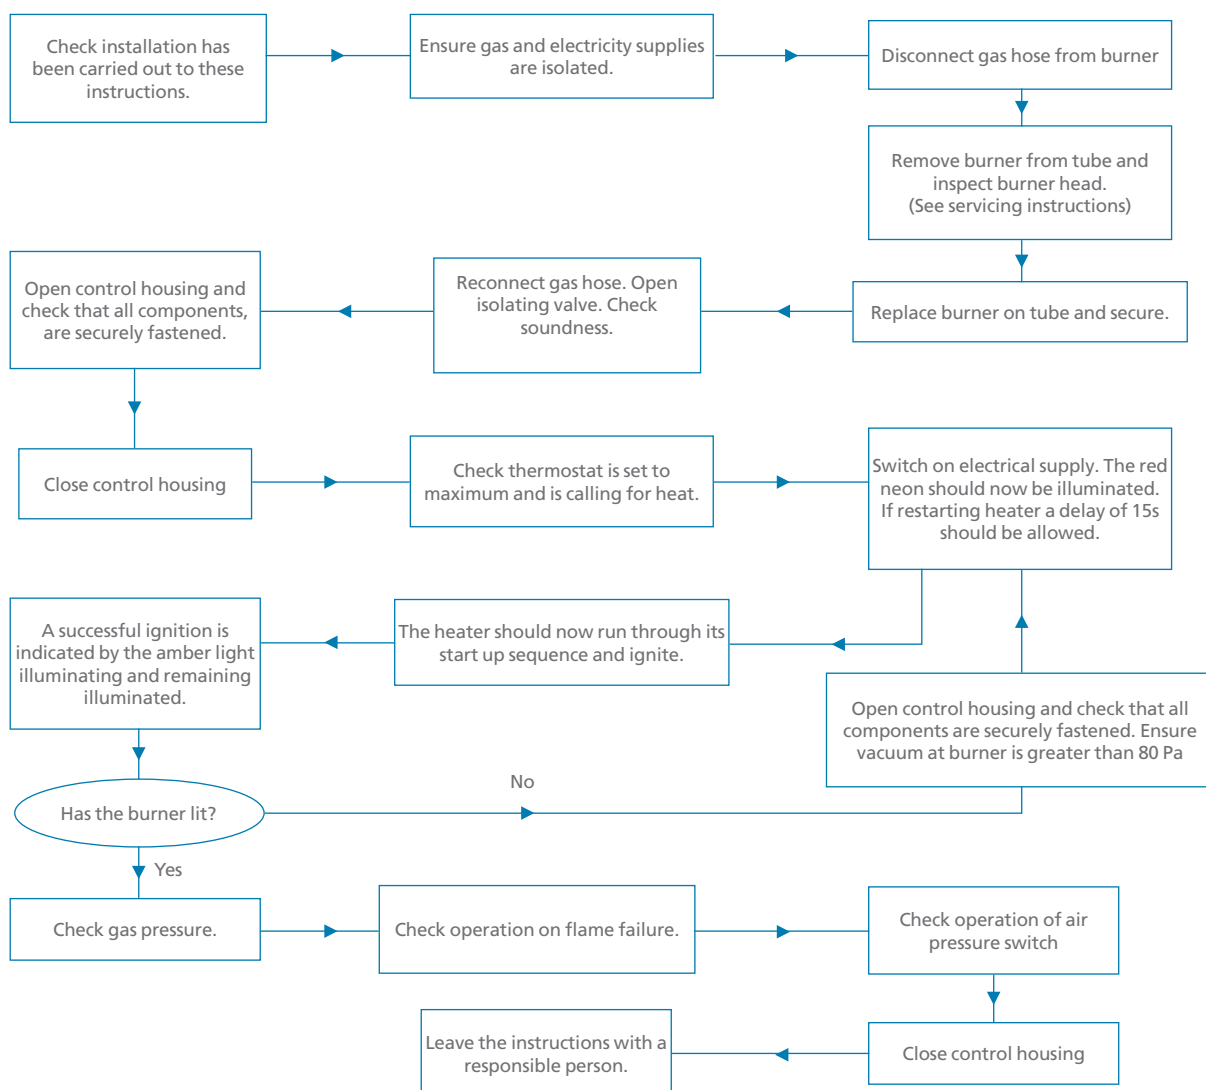 Check installation has
been carried out to these
instructions.
Ensure gas and electricity supplies
are isolated.
Disconnect gas hose from burner
Remove burner from tube and
inspect burner head.
(See servicing instructions)
Replace burner on tube and secure.
Reconnect gas hose. Open
isolating valve. Check
soundness.
Open control housing and
check that all components,
are securely fastened.
Close control housing
Check thermostat is set to
maximum and is calling for heat.
Switch on electrical supply. The red
neon should now be illuminated.
If restarting heater a delay of 15s
should be allowed.
The heater should now run through its
start up sequence and ignite.
A successful ignition is
indicated by the amber light
illuminating and remaining
illuminated.
Has the burner lit?
No
Open control housing and check that all
components are securely fastened. Ensure
vacuum at burner is greater than 80 Pa
Yes
Check gas pressure.
Check operation on flame failure.
Check operation of air
pressure switch
Close control housing
Leave the instructions with a
responsible person.